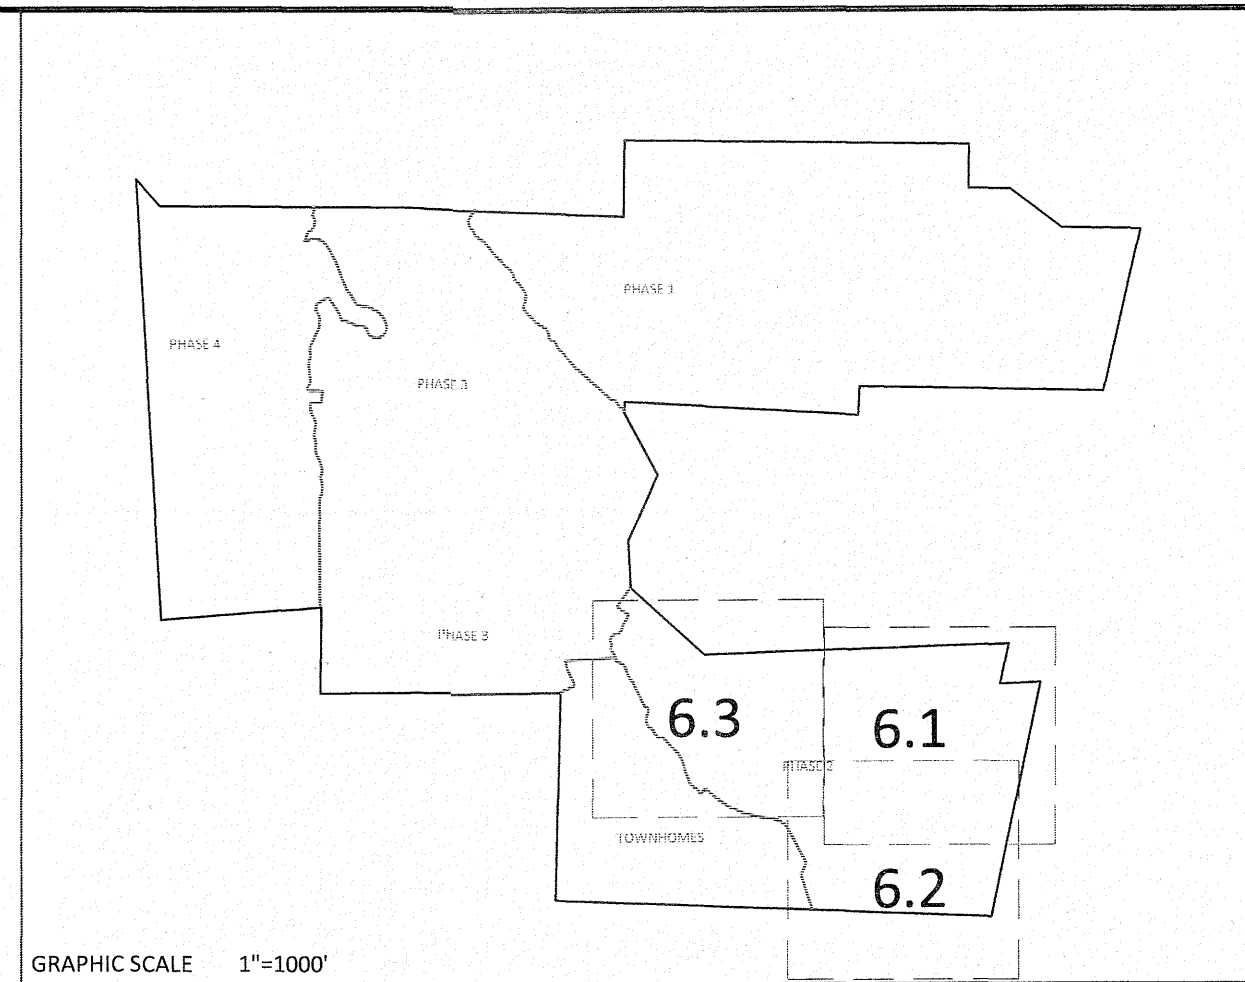 PHASE 1
PHASE 4
PHASE 3
PHASE 3
6.3
6.1
PHASE 2
TOWNHOMES
6.2
GRAPHIC SCALE 1"=1000'